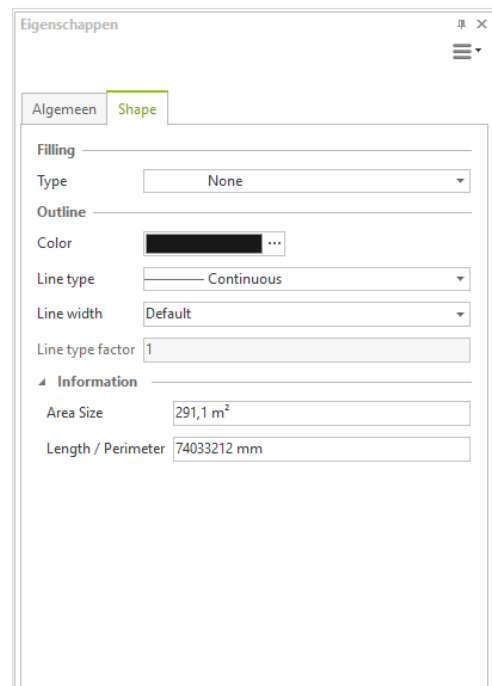 Eigenschappen
Algemeen Shape
Filling
Type None
Outline
Color ...
Line type Continuous
Line width Default
Line type factor 1
Information
Area Size 291,1 m²
Length / Perimeter 74033212 mm